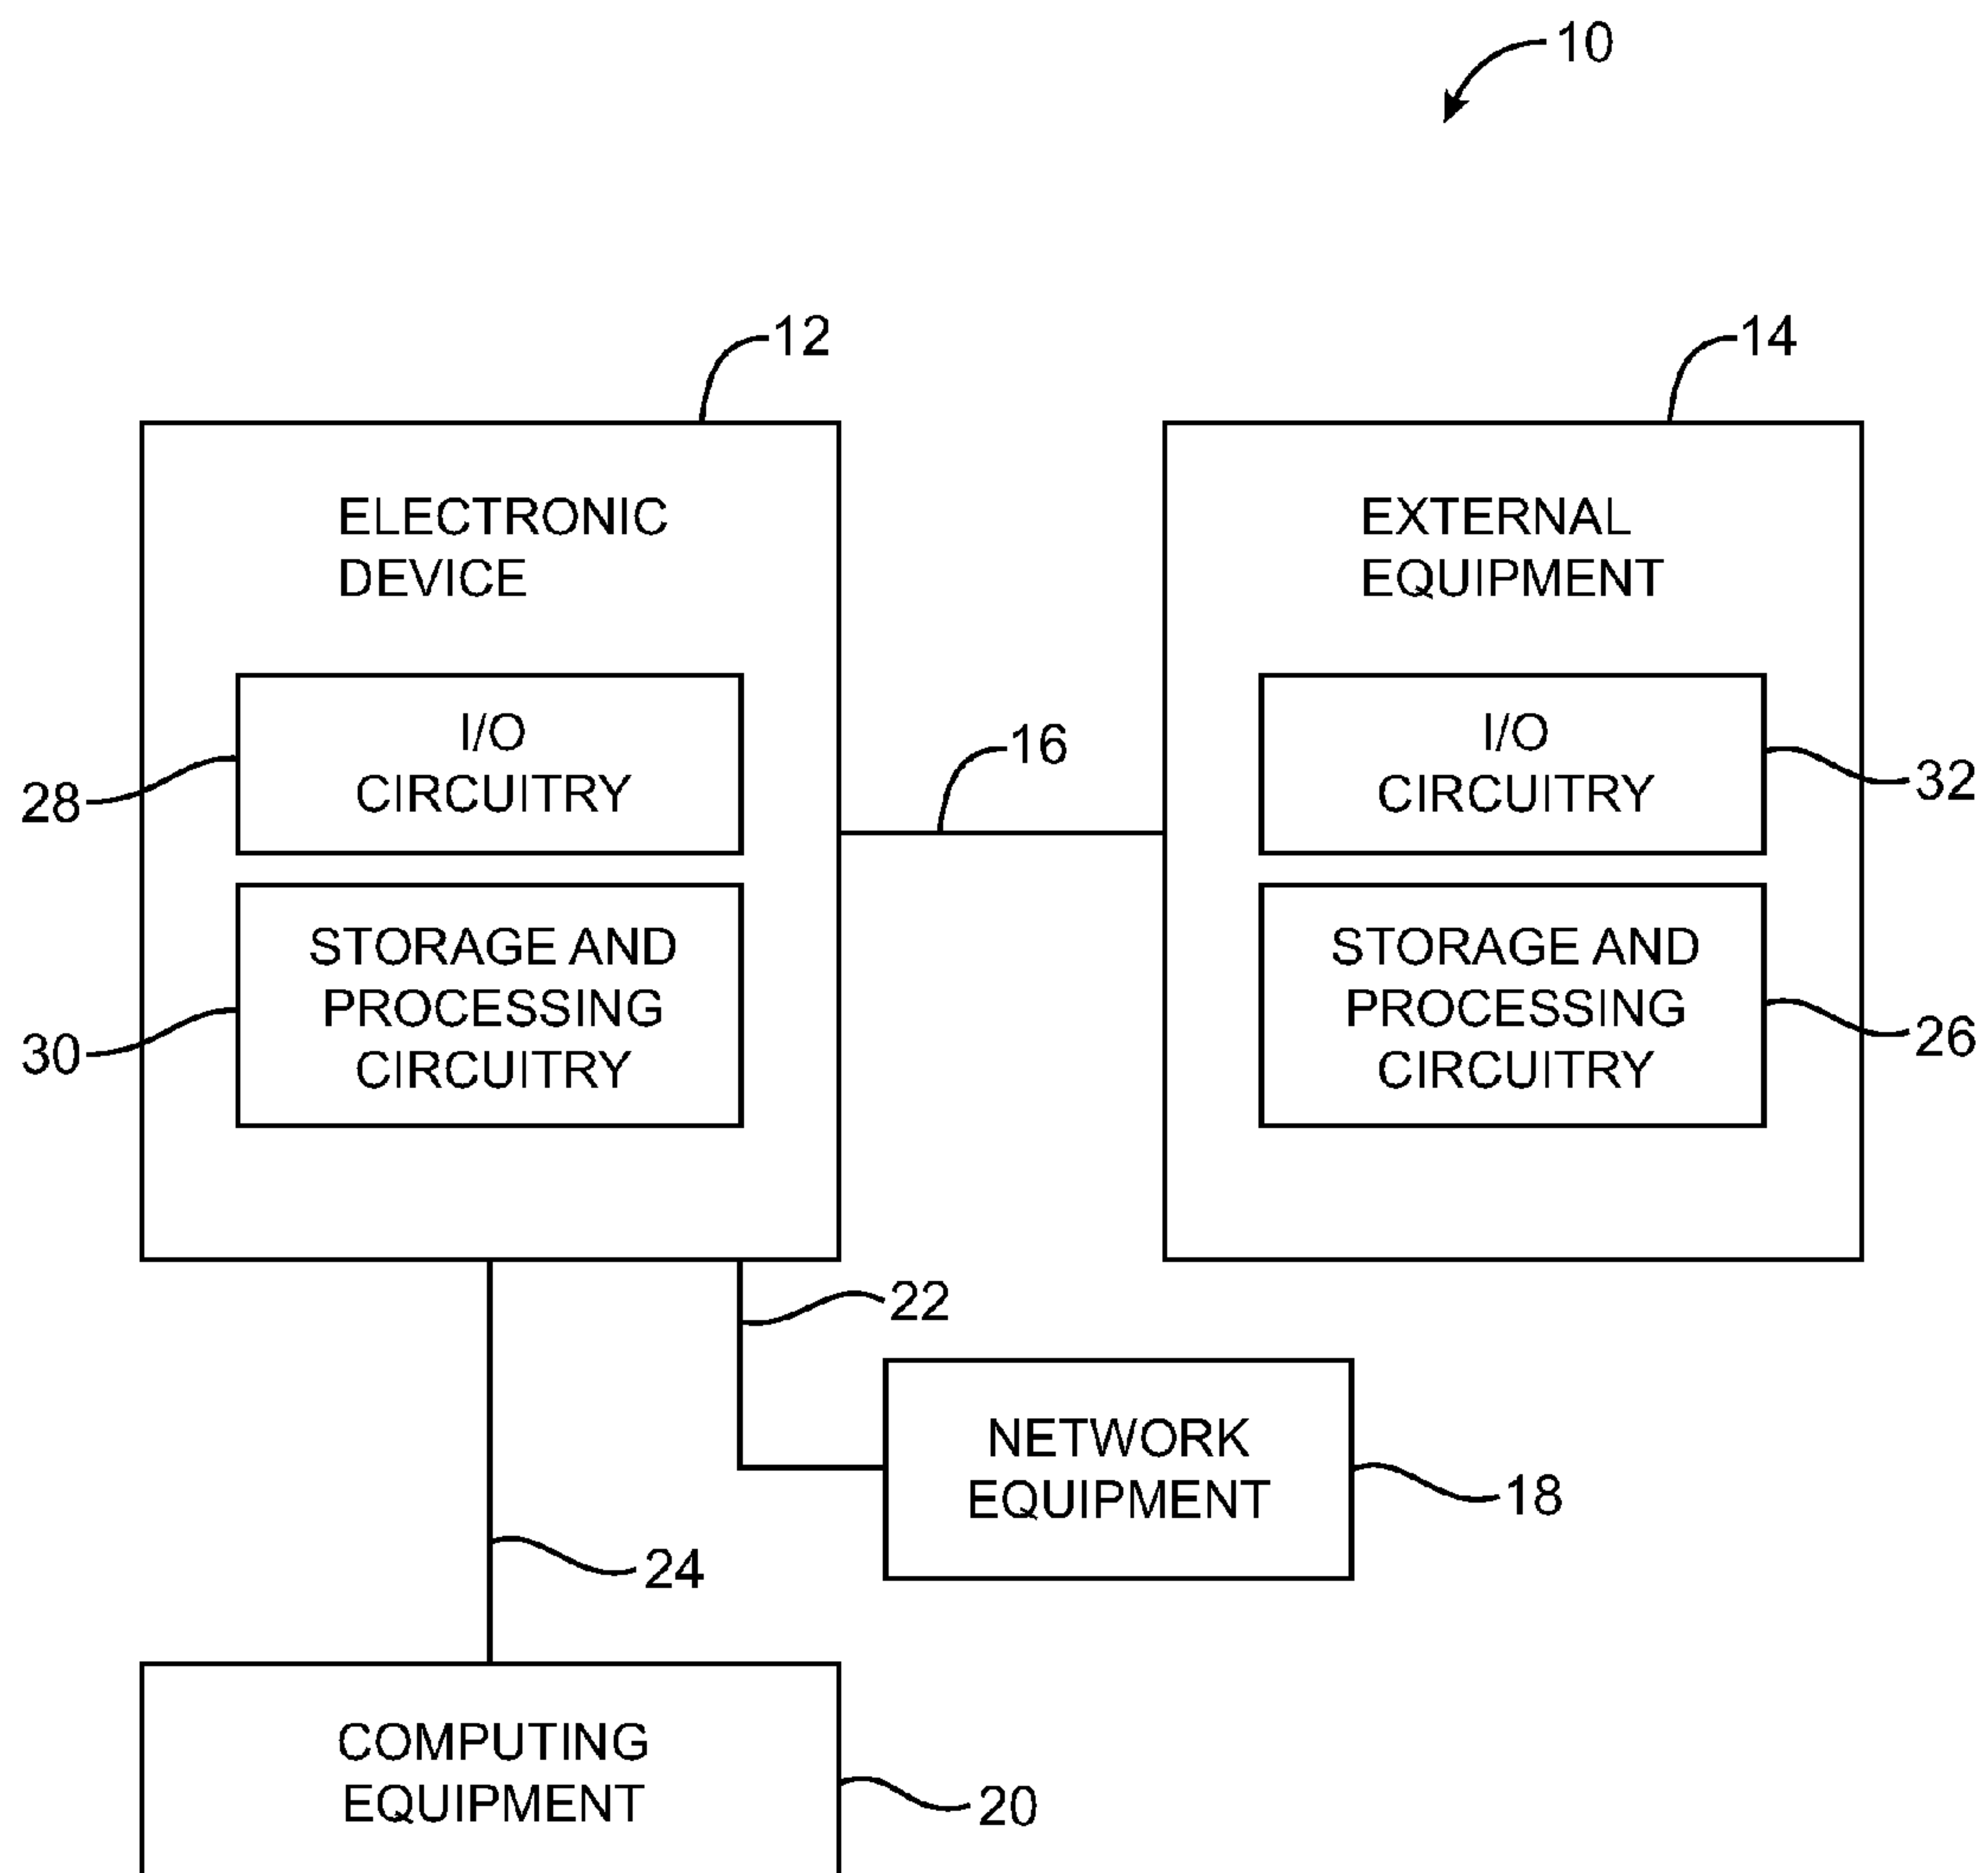 10
12
14
ELECTRONIC
DEVICE
EXTERNAL
EQUIPMENT
I/O
CIRCUITRY
28
16
I/O
CIRCUITRY
32
STORAGE AND
PROCESSING
CIRCUITRY
30
STORAGE AND
PROCESSING
CIRCUITRY
26
22
NETWORK
EQUIPMENT
18
24
COMPUTING
EQUIPMENT
20